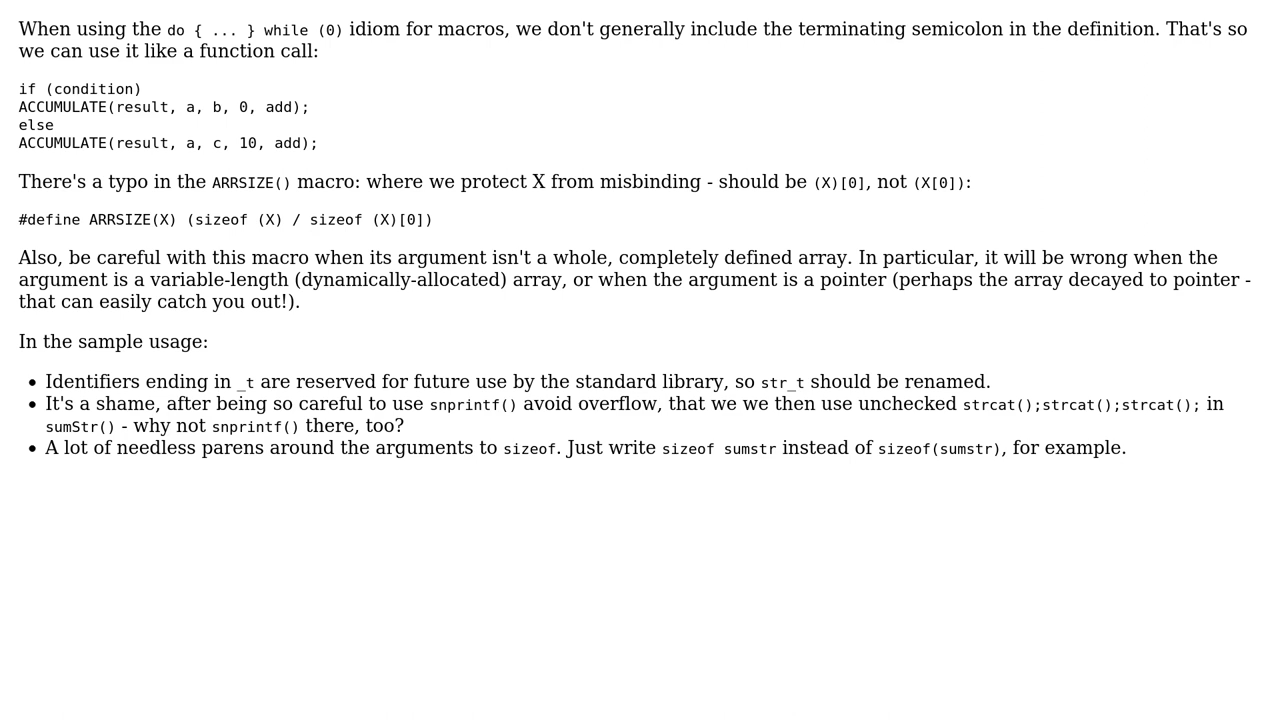 When using the do { ... } while (0) idiom for macros, we don't generally include the terminating semicolon in the definition. That's so
we can use it like a function call:
if (condition)
ACCUMULATE(result, a, b, 0, add);
else
ACCUMULATE(result, a, c, 10, add);
There's a typo in the ARRSIZE() macro: where we protect X from misbinding - should be (X)[0], not (X[0]):
#define ARRSIZE(X) (sizeof (X) / sizeof (X)[0])
Also, be careful with this macro when its argument isn't a whole, completely defined array. In particular, it will be wrong when the
argument is a variable-length (dynamically-allocated) array, or when the argument is a pointer (perhaps the array decayed to pointer -
that can easily catch you out!).
In the sample usage:
• Identifiers ending in _t are reserved for future use by the standard library, so str_t should be renamed.
• It's a shame, after being so careful to use snprintf() avoid overflow, that we we then use unchecked strcat();strcat();strcat(); in
sumStr() - why not snprintf() there, too?
• A lot of needless parens around the arguments to sizeof. Just write sizeof sumstr instead of sizeof(sumstr), for example.